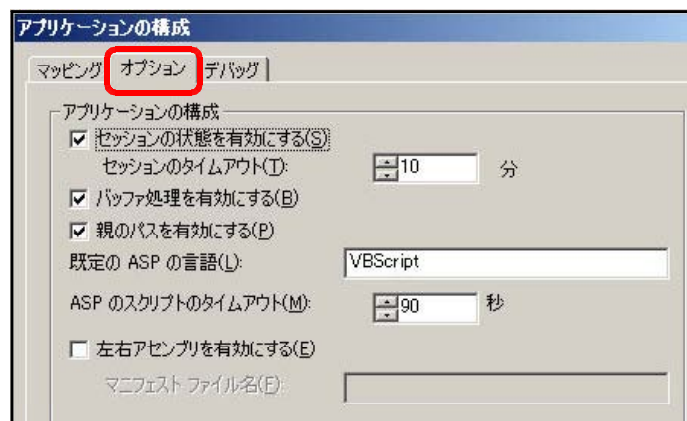 アプリケーションの構成
マッピング オプション デバッグ
アプリケーションの構成
セッションの状態を有効にする(S)
セッションのタイムアウト(T): 10 分
バッファ処理を有効にする(B)
親のパスを有効にする(P)
既定の ASP の言語(L): VBScript
ASP のスクリプトのタイムアウト(M): 90 秒
左右アセンブリを有効にする(E)
マニフェスト ファイル名(F):